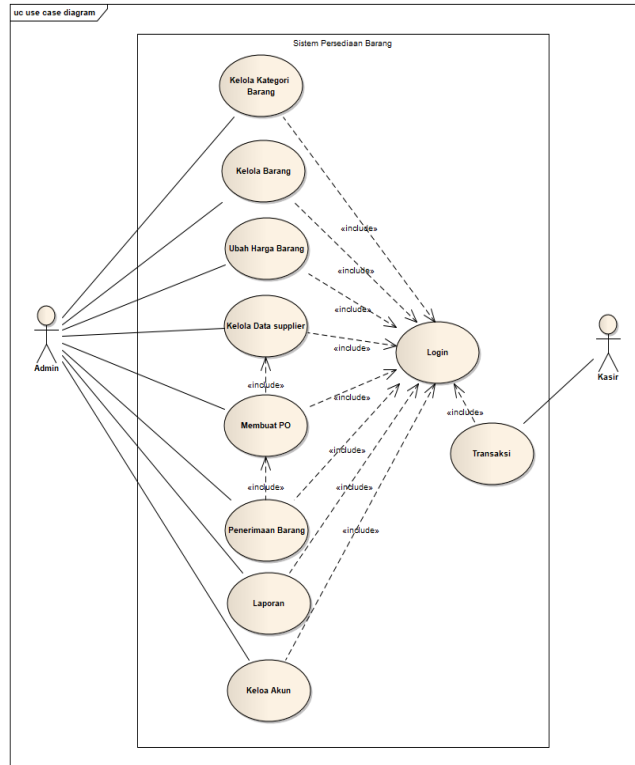 uc use case diagram
Sistem Persediaan Barang
Kelola Kategori
Barang
Kelola Barang
«include»
Ubah Harga Barang
«include»
«include»
Kelola Data supplier
«include»
Login
Admin
Kasir
«include»
«include»
«include»
Membuat PO
Transaksi
«include»
«include»
«include»
Penerimaan Barang
«include»
Laporan
Keloa Akun